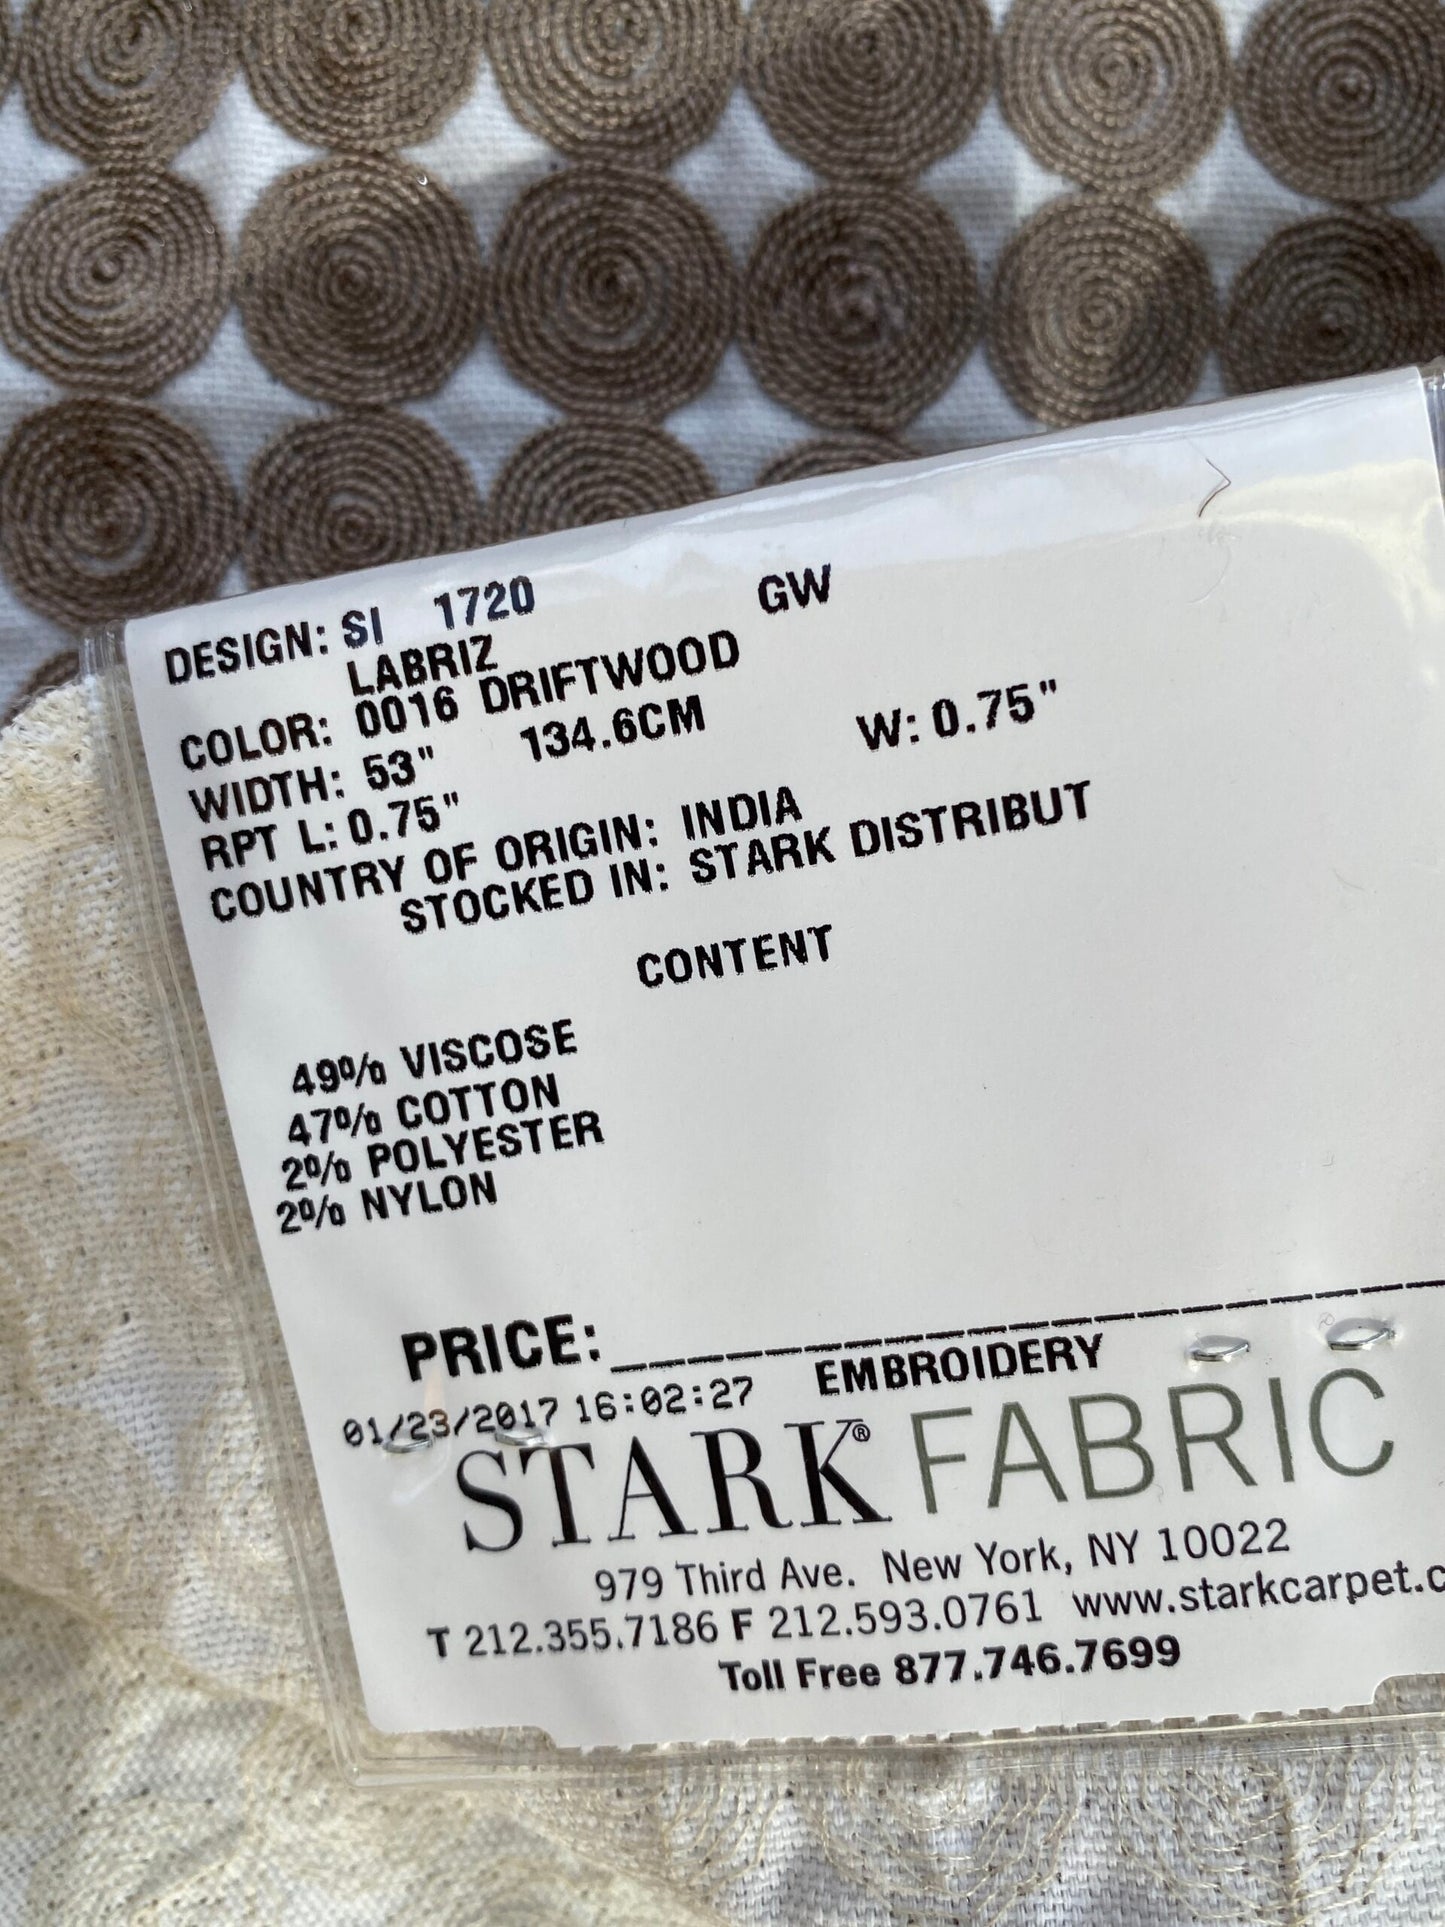 DESIGN: SI 1720 GW
LABRIZ
COLOR: 0016 DRIFTWOOD
WIDTH: 53" 134.6CM
RPT L: 0.75" W: 0.75"
COUNTRY OF ORIGIN: INDIA
STOCKED IN: STARK DISTRIBUT
CONTENT
49% VISCOSE
47% COTTON
2% POLYESTER
2% NYLON
PRICE: ____________________
01/23/2017 16:02:27 EMBROIDERY
STARK® FABRIC
979 Third Ave. New York, NY 10022
T 212.355.7186 F 212.593.0761 www.starkcarpet.c
Toll Free 877.746.7699